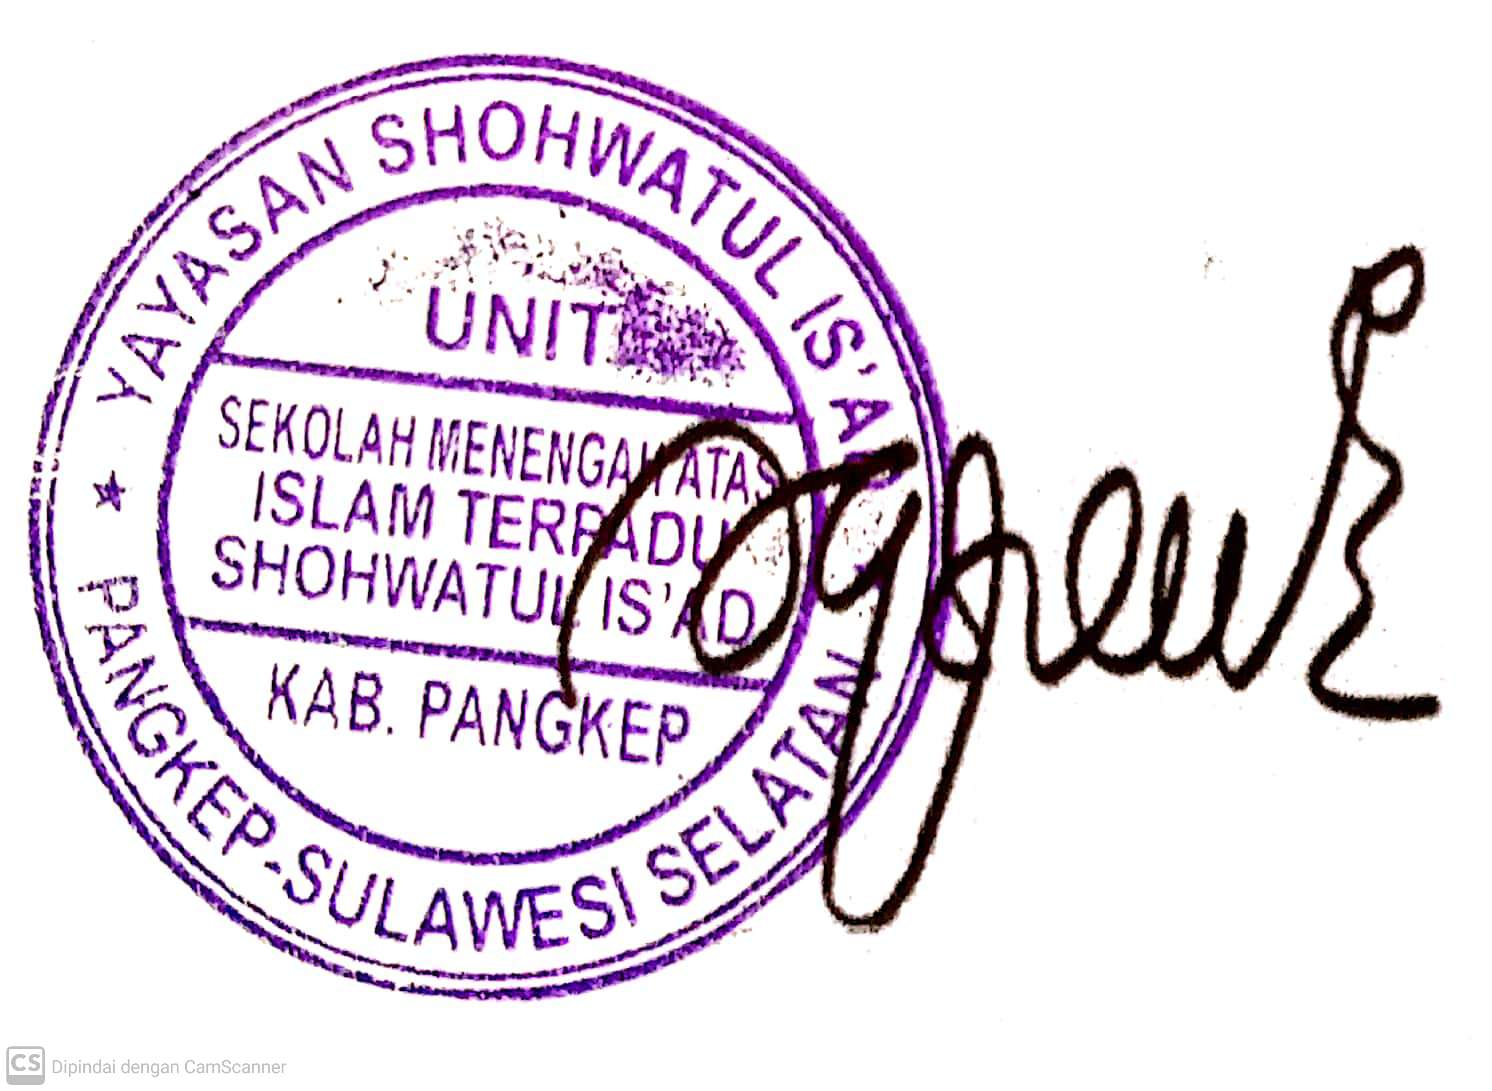 YAYASAN SHOHWATUL IS'AD
UNIT
SEKOLAH MENENGAH ATAS
ISLAM TERPADU
SHOHWATUL IS'AD
KAB. PANGKEP
PANGKEP-SULAWESI SELATAN
CS Dipindai dengan CamScanner